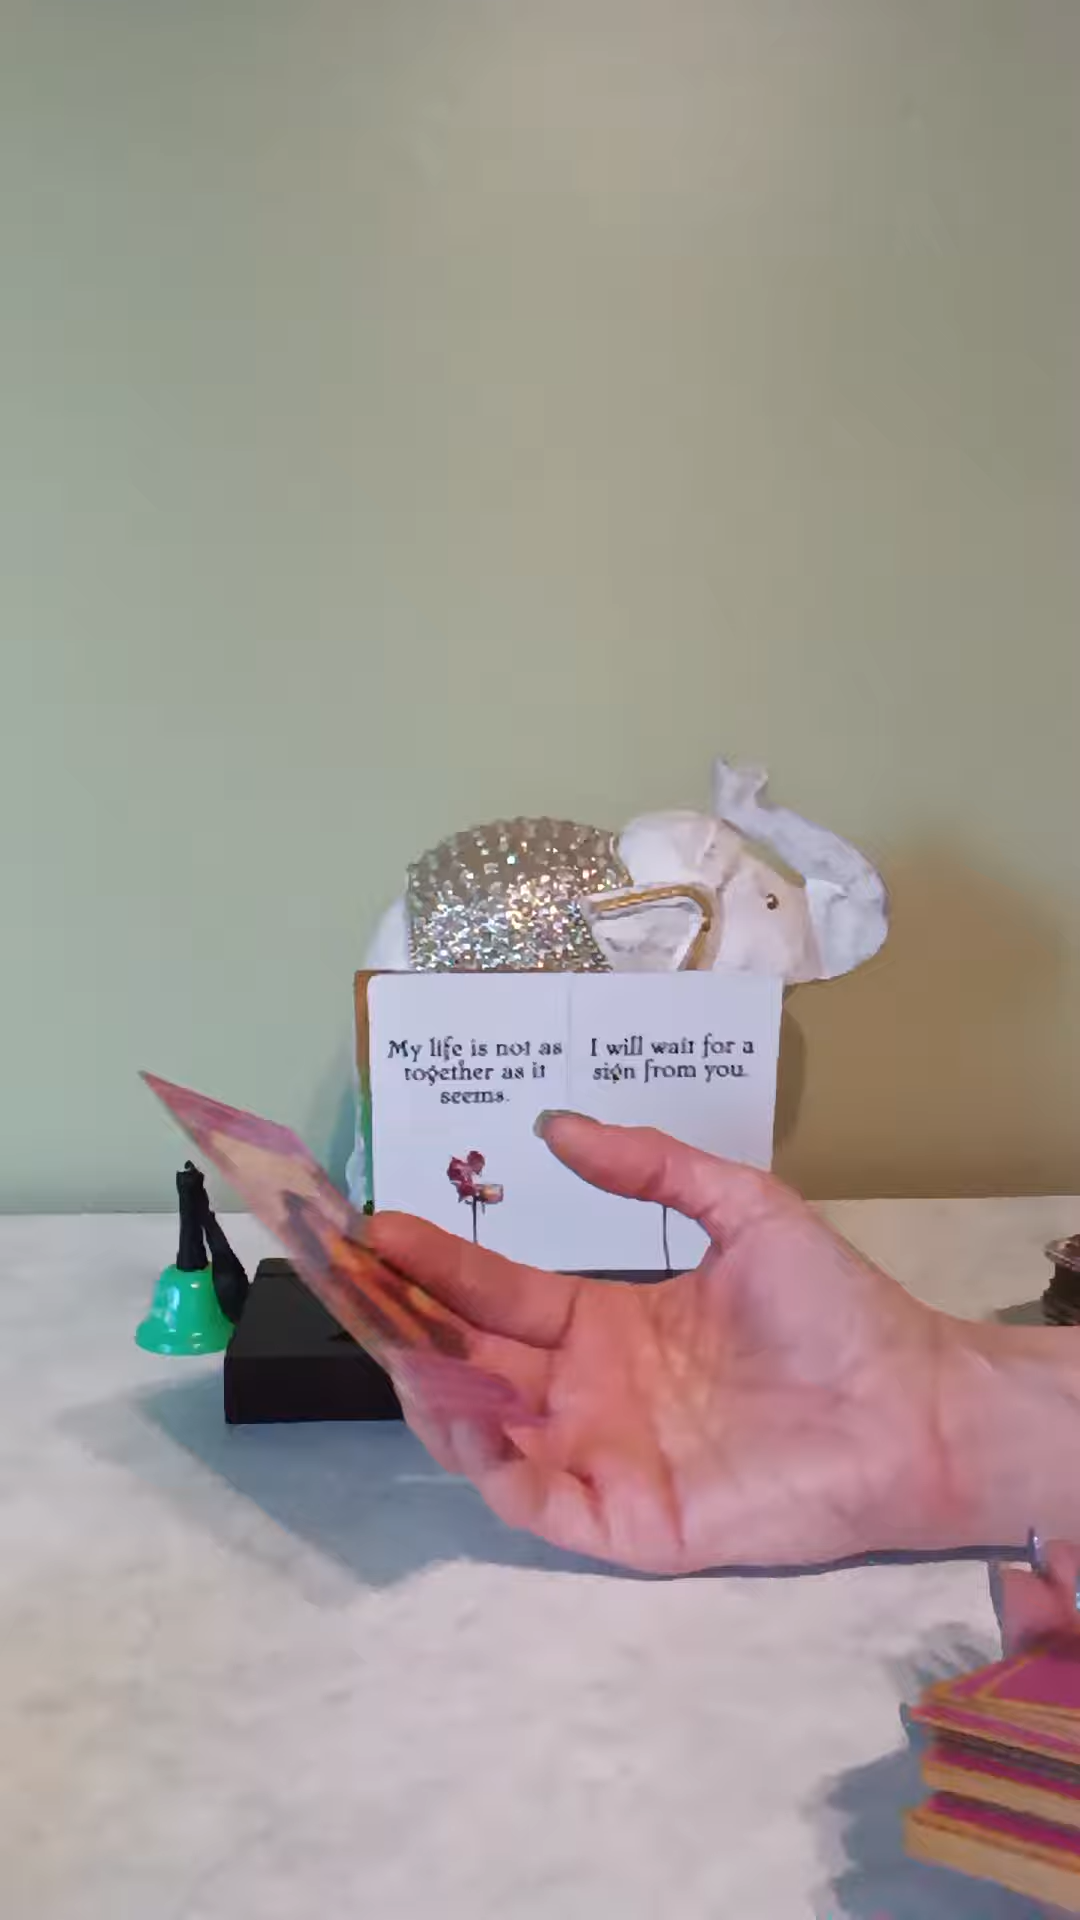 My life is not as
together as it
seems.
I will wait for a
sign from you.